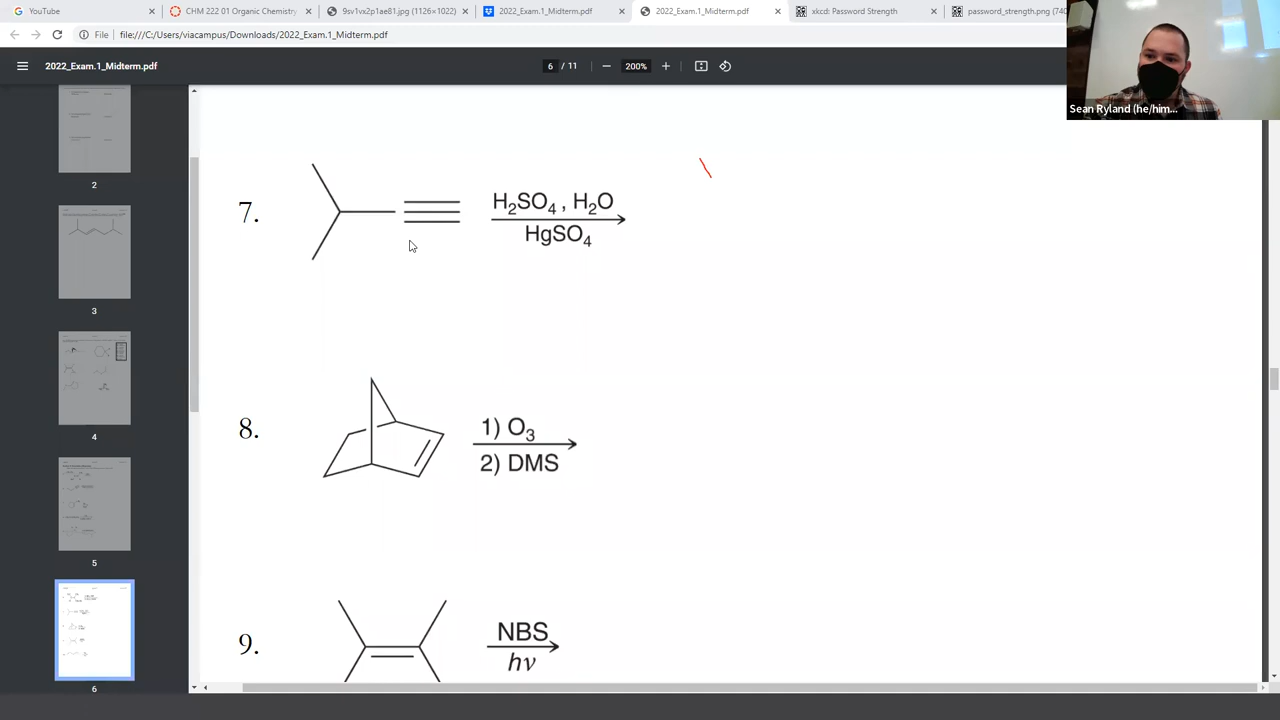 YouTube
CHM 222 01 Organic Chemistry
9sv1vx2p1ae81.jpg (1126×1022)
2022_Exam.1_Midterm.pdf
2022_Exam.1_Midterm.pdf
xkcd: Password Strength
password_strength.png (740
File
file:///C:/Users/viacampus/Downloads/2022_Exam.1_Midterm.pdf
2022_Exam.1_Midterm.pdf
6 / 11
200%
Sean Ryland (he/him...
2
3
4
5
6
7.
H₂SO₄ , H₂O
HgSO₄
8.
1) O₃
2) DMS
9.
NBS
hν